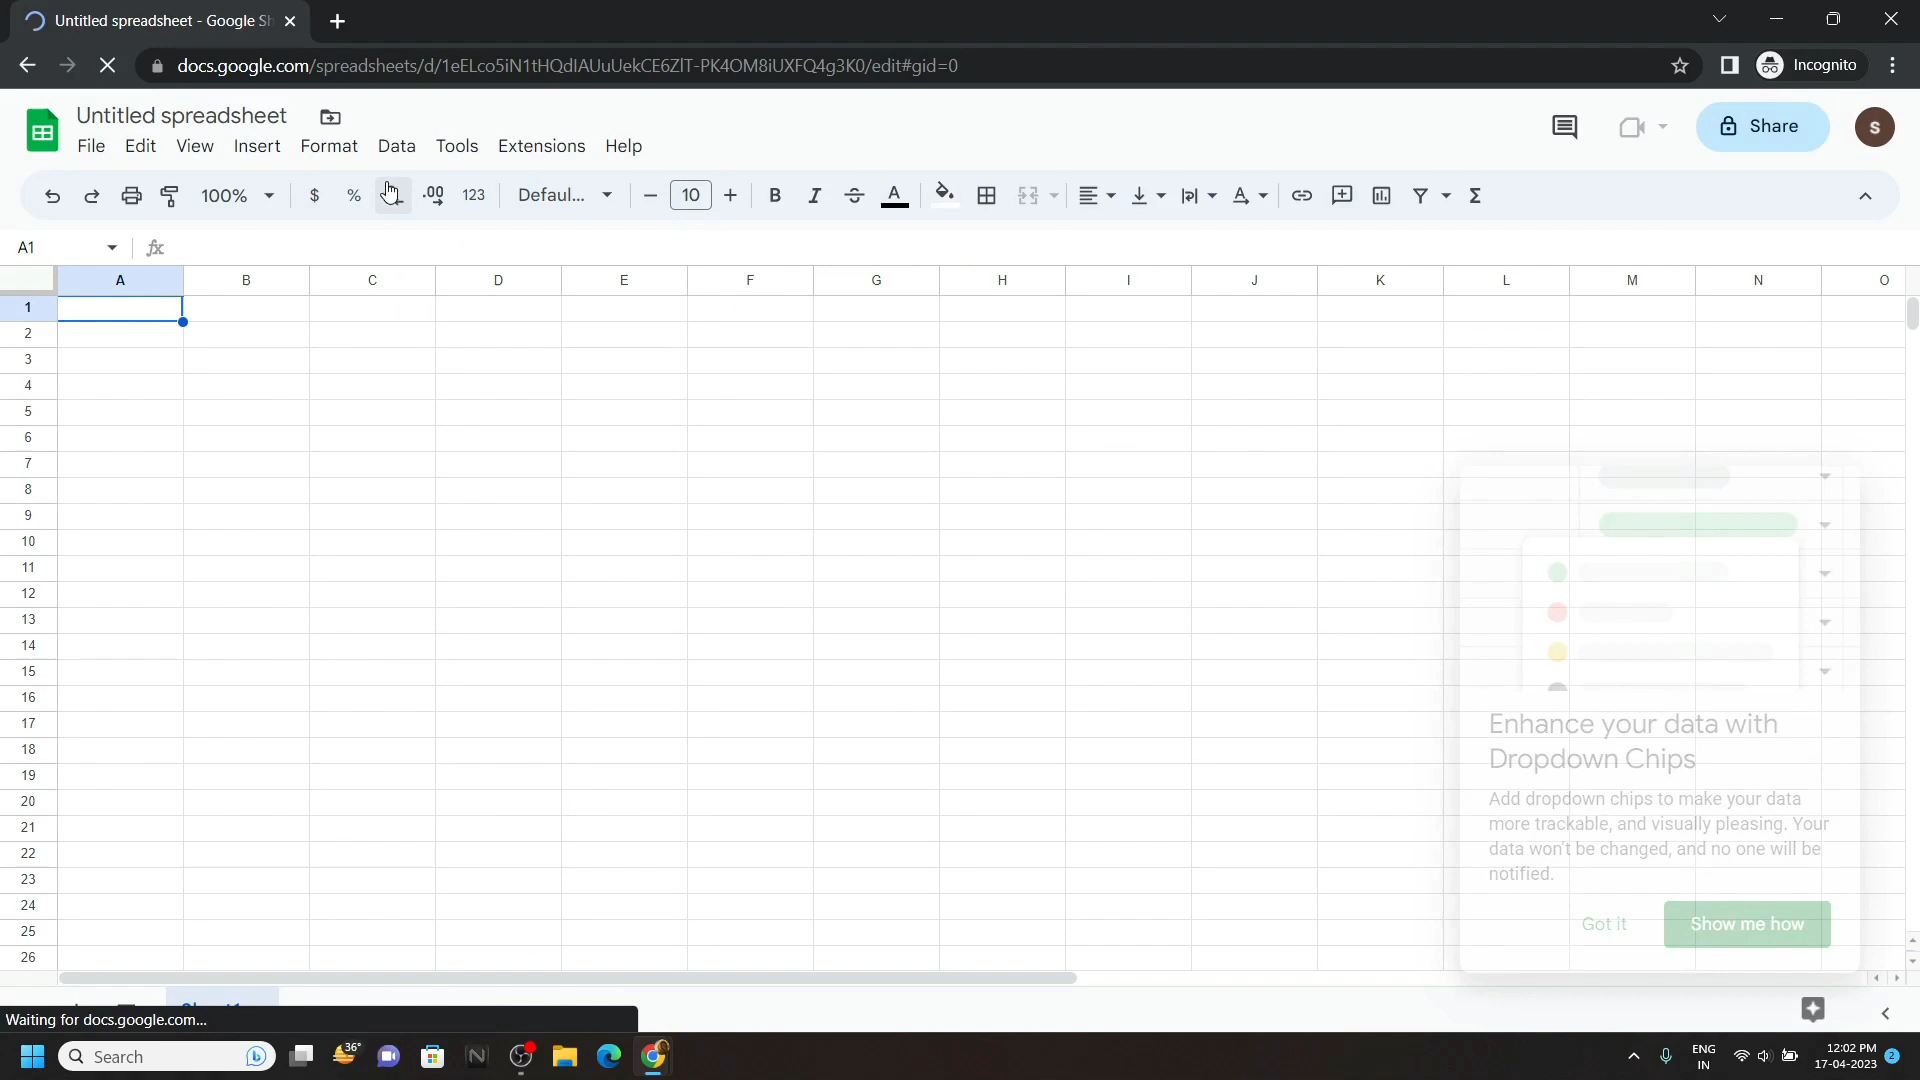 Untitled spreadsheet - Google Sh
docs.google.com/spreadsheets/d/1eELco5iN1tHQdlAUuUekCE6ZlT-PK4OM8iUXFQ4g3K0/edit#gid=0
Incognito
Untitled spreadsheet
File Edit View Insert Format Data Tools Extensions Help
Share
S
100% $ % .00 123 Defaul... 10 B I A Σ
A1 fx
A B C D E F G H I J K L M N O
1
2
3
4
5
6
7
8
9
10
11
12
13
14
15
16
17
18
19
20
21
22
23
24
25
26
Enhance your data with
Dropdown Chips
Add dropdown chips to make your data
more trackable, and visually pleasing. Your
data won't be changed, and no one will be
notified.
Got it Show me how
Waiting for docs.google.com...
Search
36°
ENG
IN
12:02 PM
17-04-2023
2